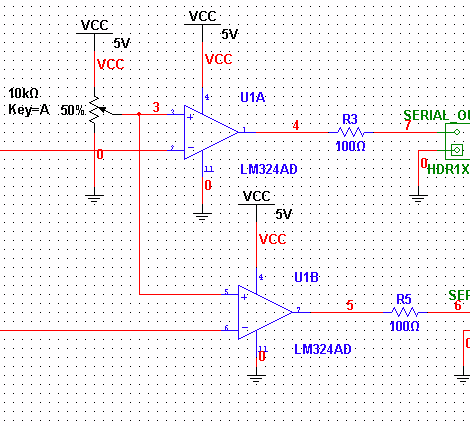 VCC
5V
VCC
VCC
5V
VCC
10kΩ
Key=A
50%
3
0
3
2
4
1
11
0
U1A
LM324AD
4
R3
100Ω
7
SERIAL_OU
0
HDR1X
VCC
5V
VCC
5
6
4
7
11
0
U1B
LM324AD
5
R5
100Ω
6
SER
0